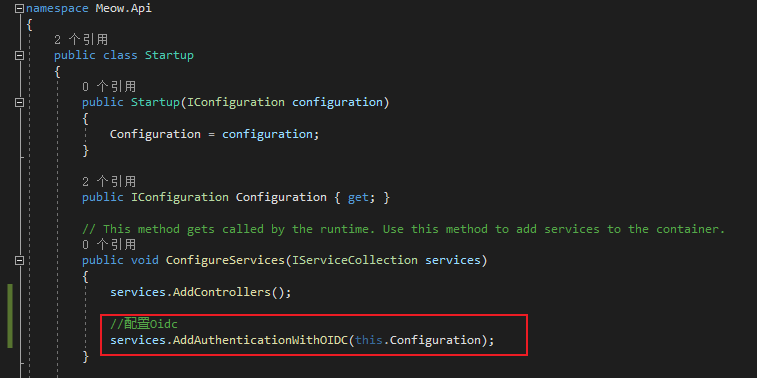 namespace Meow.Api
{
2 个引用
public class Startup
{
0 个引用
public Startup(IConfiguration configuration)
{
Configuration = configuration;
}
2 个引用
public IConfiguration Configuration { get; }
// This method gets called by the runtime. Use this method to add services to the container.
0 个引用
public void ConfigureServices(IServiceCollection services)
{
services.AddControllers();
//配置Oidc
services.AddAuthenticationWithOIDC(this.Configuration);
}